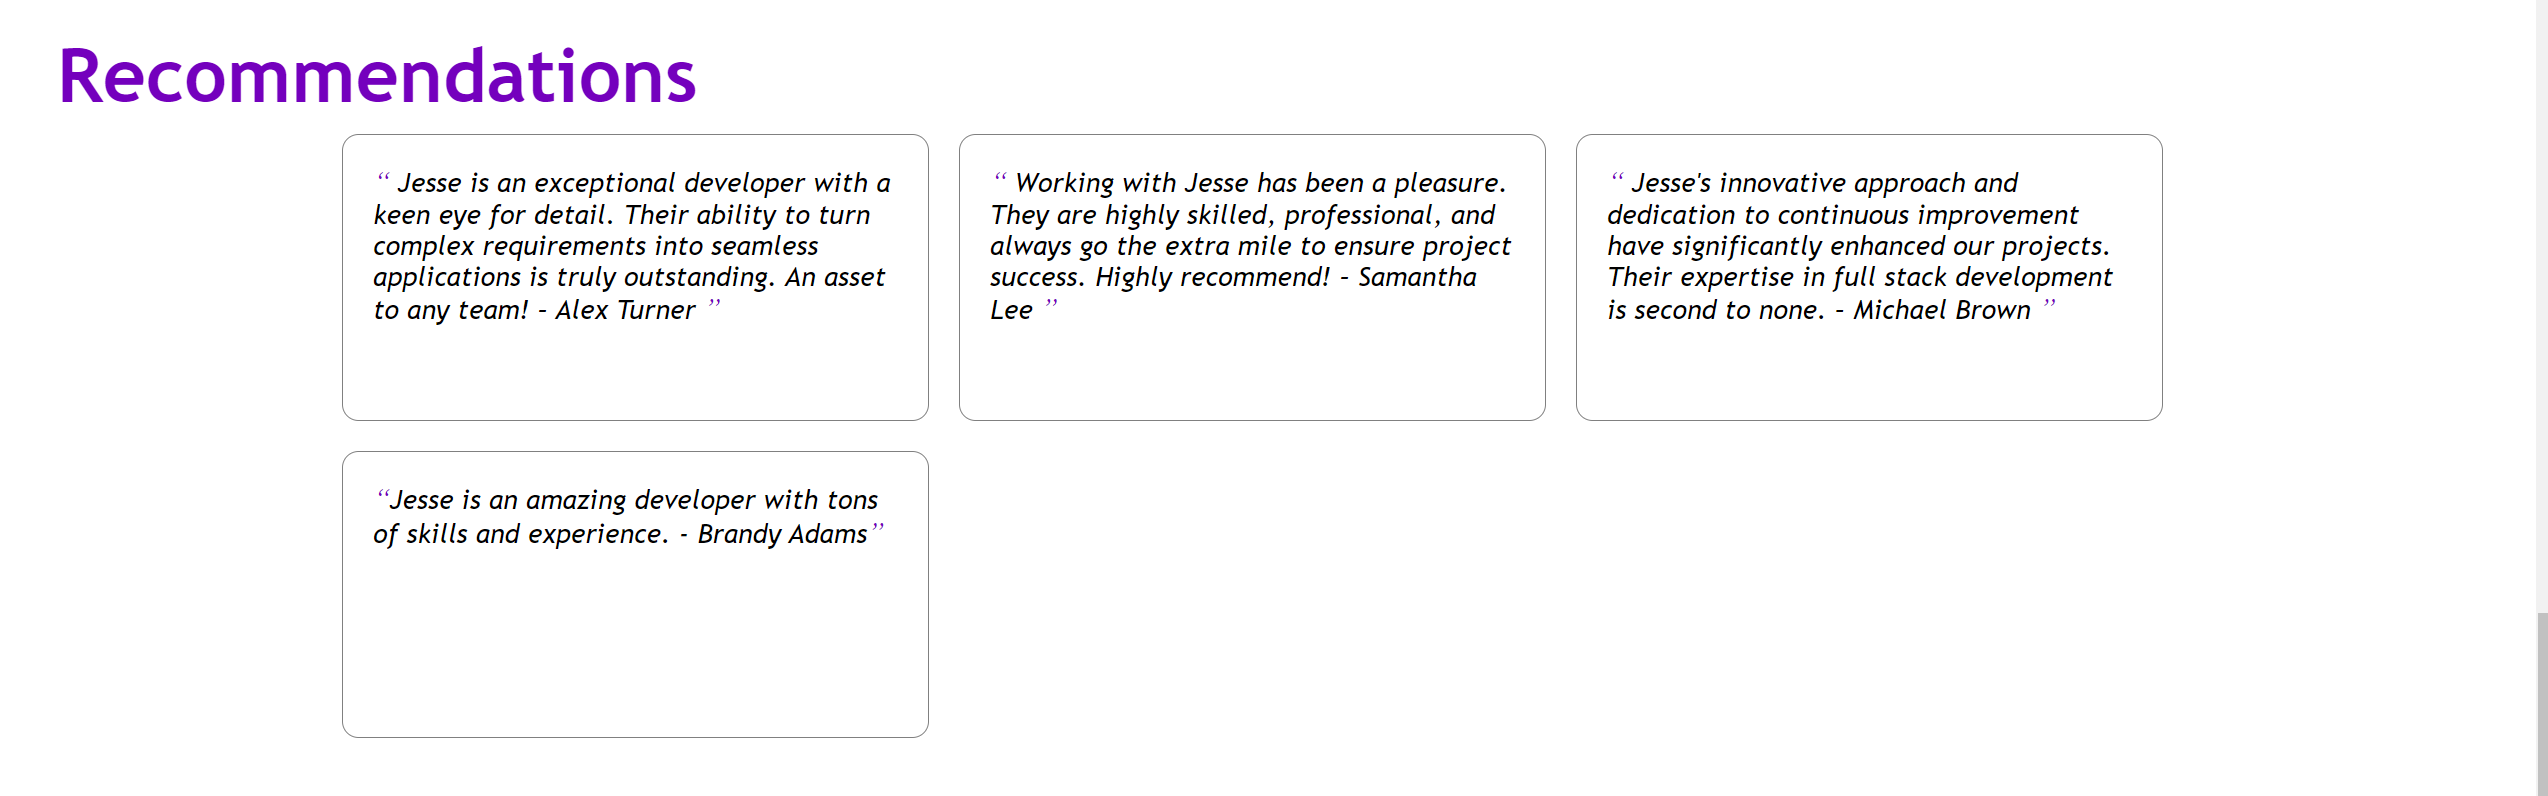 Recommendations
“ Jesse is an exceptional developer with a
keen eye for detail. Their ability to turn
complex requirements into seamless
applications is truly outstanding. An asset
to any team! – Alex Turner ”
“ Working with Jesse has been a pleasure.
They are highly skilled, professional, and
always go the extra mile to ensure project
success. Highly recommend! – Samantha
Lee ”
“ Jesse's innovative approach and
dedication to continuous improvement
have significantly enhanced our projects.
Their expertise in full stack development
is second to none. – Michael Brown ”
“Jesse is an amazing developer with tons
of skills and experience. - Brandy Adams”